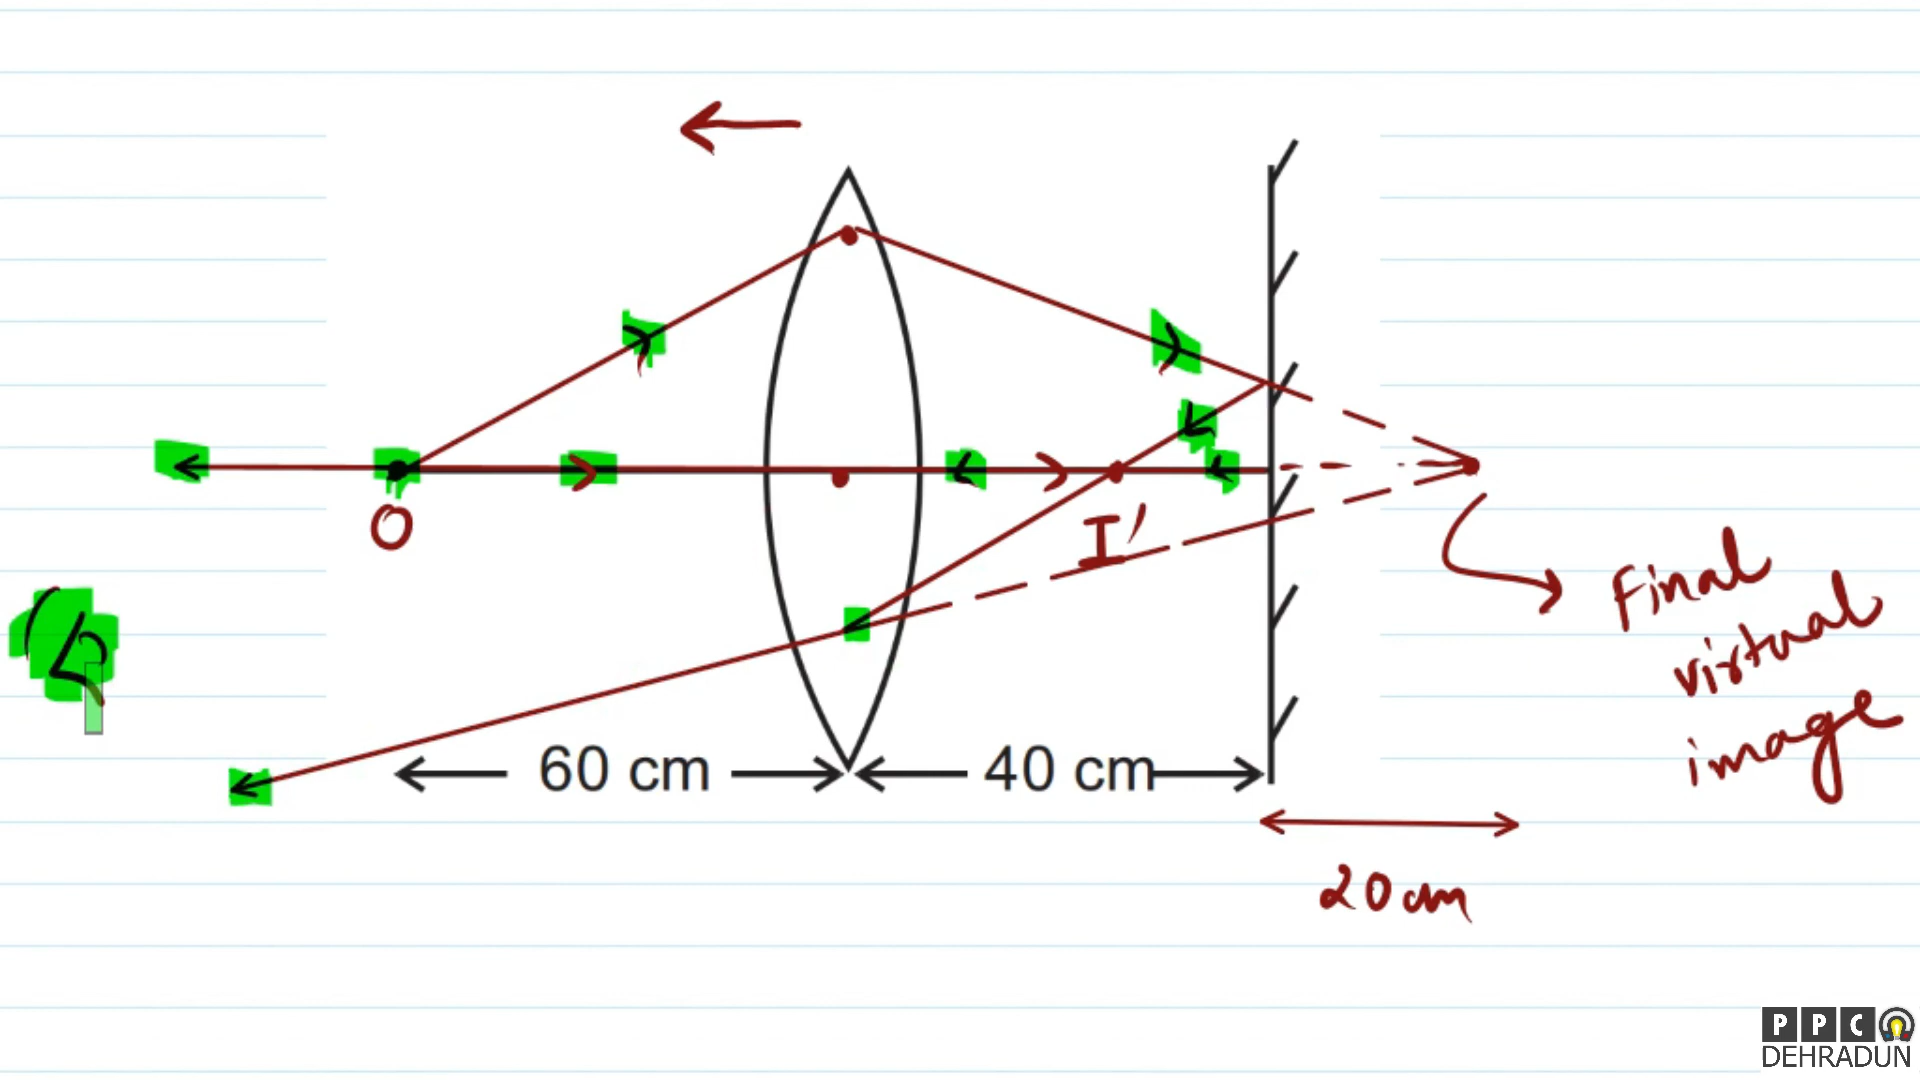 O
I'
Final
virtual
image
60 cm
40 cm
20 cm
PPC
DEHRADUN